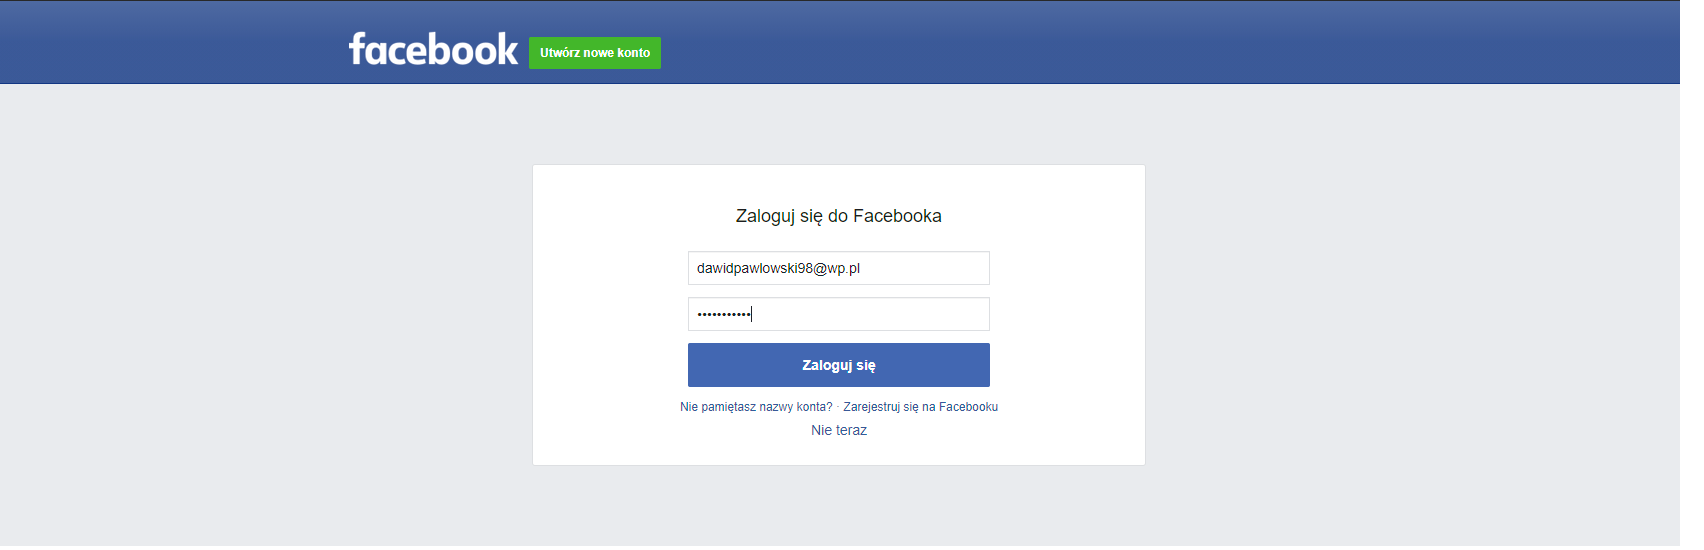 facebook Utwórz nowe konto
Zaloguj się do Facebooka
dawidpawlowski98@wp.pl
•••••••••••
Zaloguj się
Nie pamiętasz nazwy konta? · Zarejestruj się na Facebooku
Nie teraz